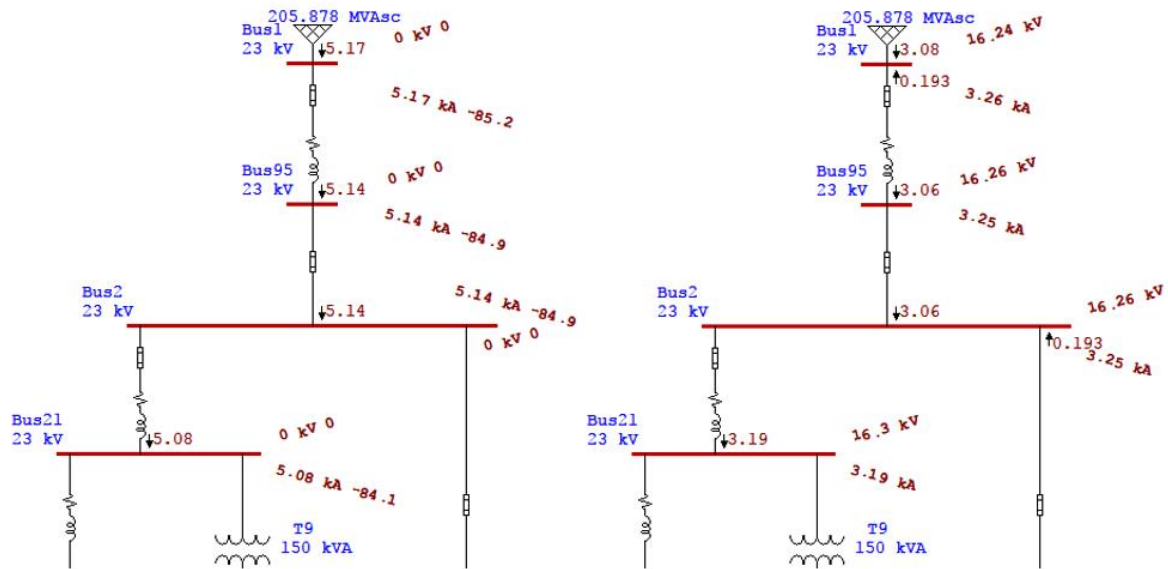 205.878 MVAsc
Bus1
23 kV
5.17
0 kV 0
5.17 kA -85.2
Bus95
23 kV
5.14
0 kV 0
5.14 kA -84.9
Bus2
23 kV
5.14
5.14 kA -84.9
0 kV 0
Bus21
23 kV
5.08
0 kV 0
5.08 kA -84.1
T9
150 kVA
205.878 MVAsc
Bus1
23 kV
3.08
0.193
16.24 kV
3.26 kA
Bus95
23 kV
3.06
16.26 kV
3.25 kA
Bus2
23 kV
3.06
16.26 kV
0.193
3.25 kA
Bus21
23 kV
3.19
16.3 kV
3.19 kA
T9
150 kVA